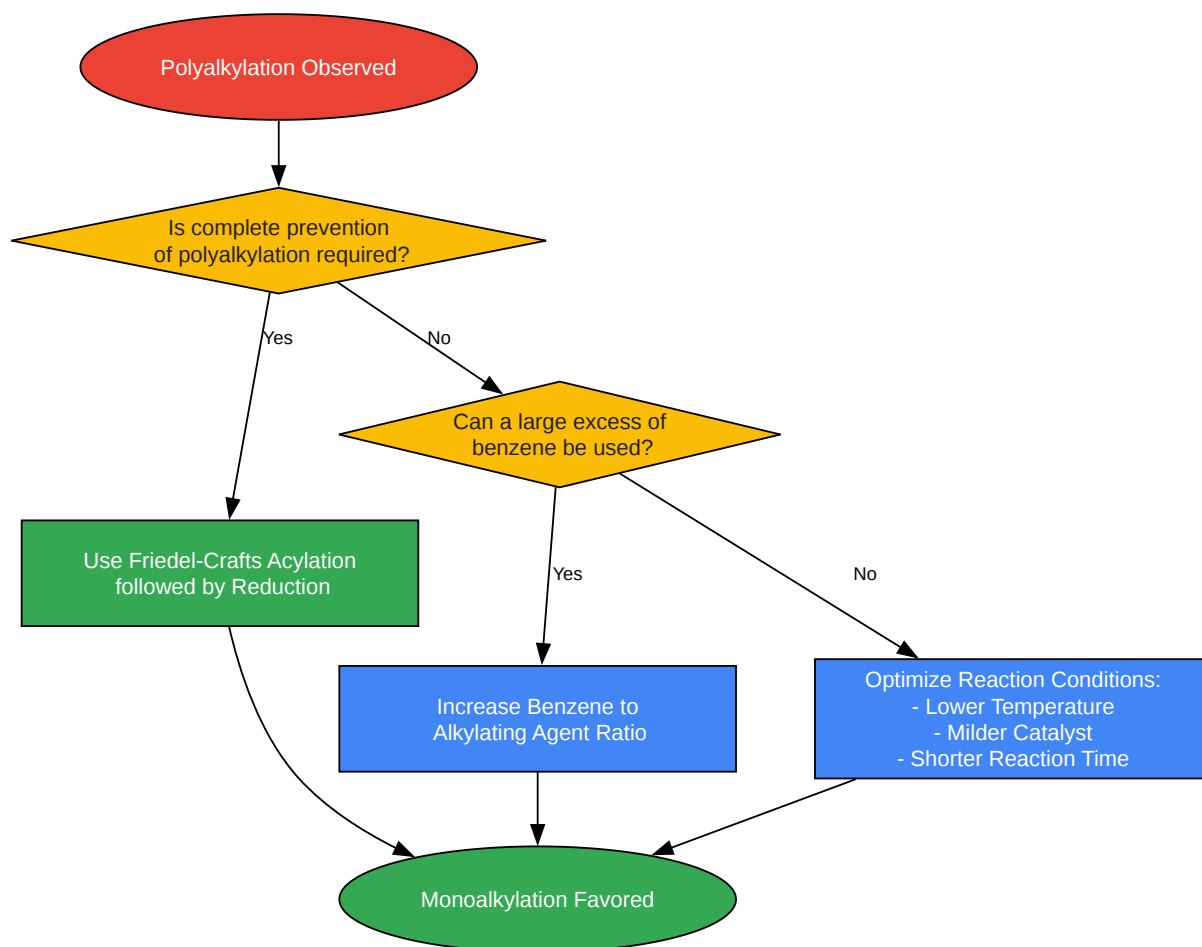 Polyalkylation Observed
Is complete prevention
of polyalkylation required?
Yes
No
Can a large excess of
benzene be used?
Use Friedel-Crafts Acylation
followed by Reduction
Yes
No
Increase Benzene to
Alkylating Agent Ratio
Optimize Reaction Conditions:
- Lower Temperature
- Milder Catalyst
- Shorter Reaction Time
Monoalkylation Favored